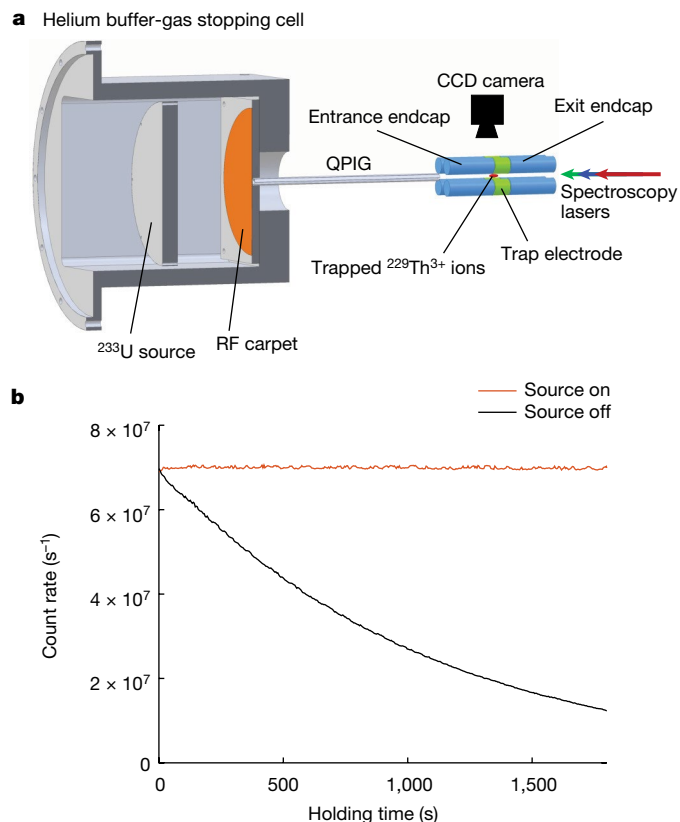 a Helium buffer-gas stopping cell
CCD camera
Entrance endcap
Exit endcap
QPIG
Spectroscopy
lasers
Trapped ²²⁹Th³⁺ ions
Trap electrode
²³³U source
RF carpet
b
Source on
Source off
8 × 10⁷
6 × 10⁷
4 × 10⁷
2 × 10⁷
0
Count rate (s⁻¹)
0 500 1,000 1,500
Holding time (s)